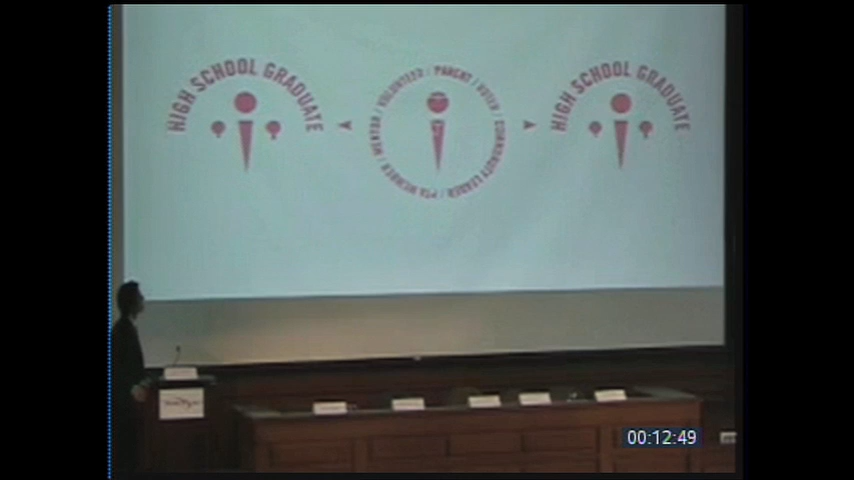 HIGH SCHOOL GRADUATE
MENTOR / VOLUNTEER / PARENT / VOTER / COMMUNITY LEADER / PTA MEMBER /
HIGH SCHOOL GRADUATE
00:12:49